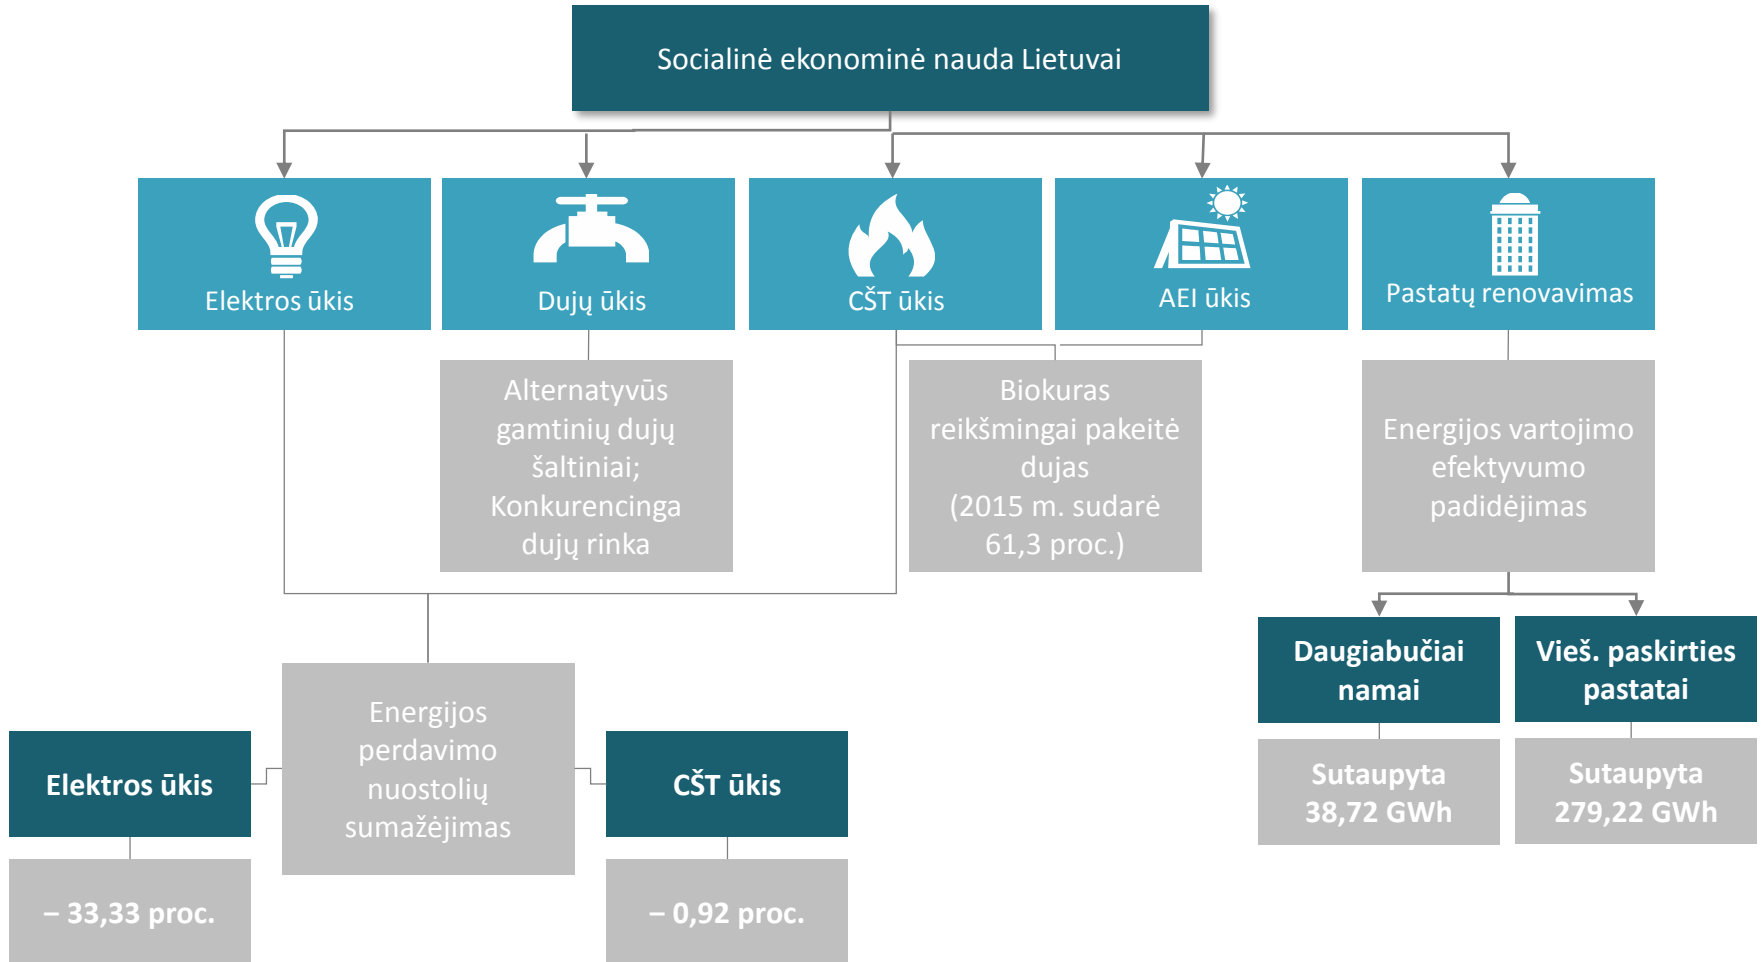 Socialinė ekonominė nauda Lietuvai
Elektros ūkis
Dujų ūkis
CŠT ūkis
AEI ūkis
Pastatų renovavimas
Alternatyvūs
gamtinių dujų
šaltiniai;
Konkurencinga
dujų rinka
Biokuras
reikšmingai pakeitė
dujas
(2015 m. sudarė
61,3 proc.)
Energijos vartojimo
efektyvumo
padidėjimas
Daugiabučiai
namai
Vieš. paskirties
pastatai
Sutaupyta
38,72 GWh
Sutaupyta
279,22 GWh
Energijos
perdavimo
nuostolių
sumažėjimas
Elektros ūkis
CŠT ūkis
– 33,33 proc.
– 0,92 proc.